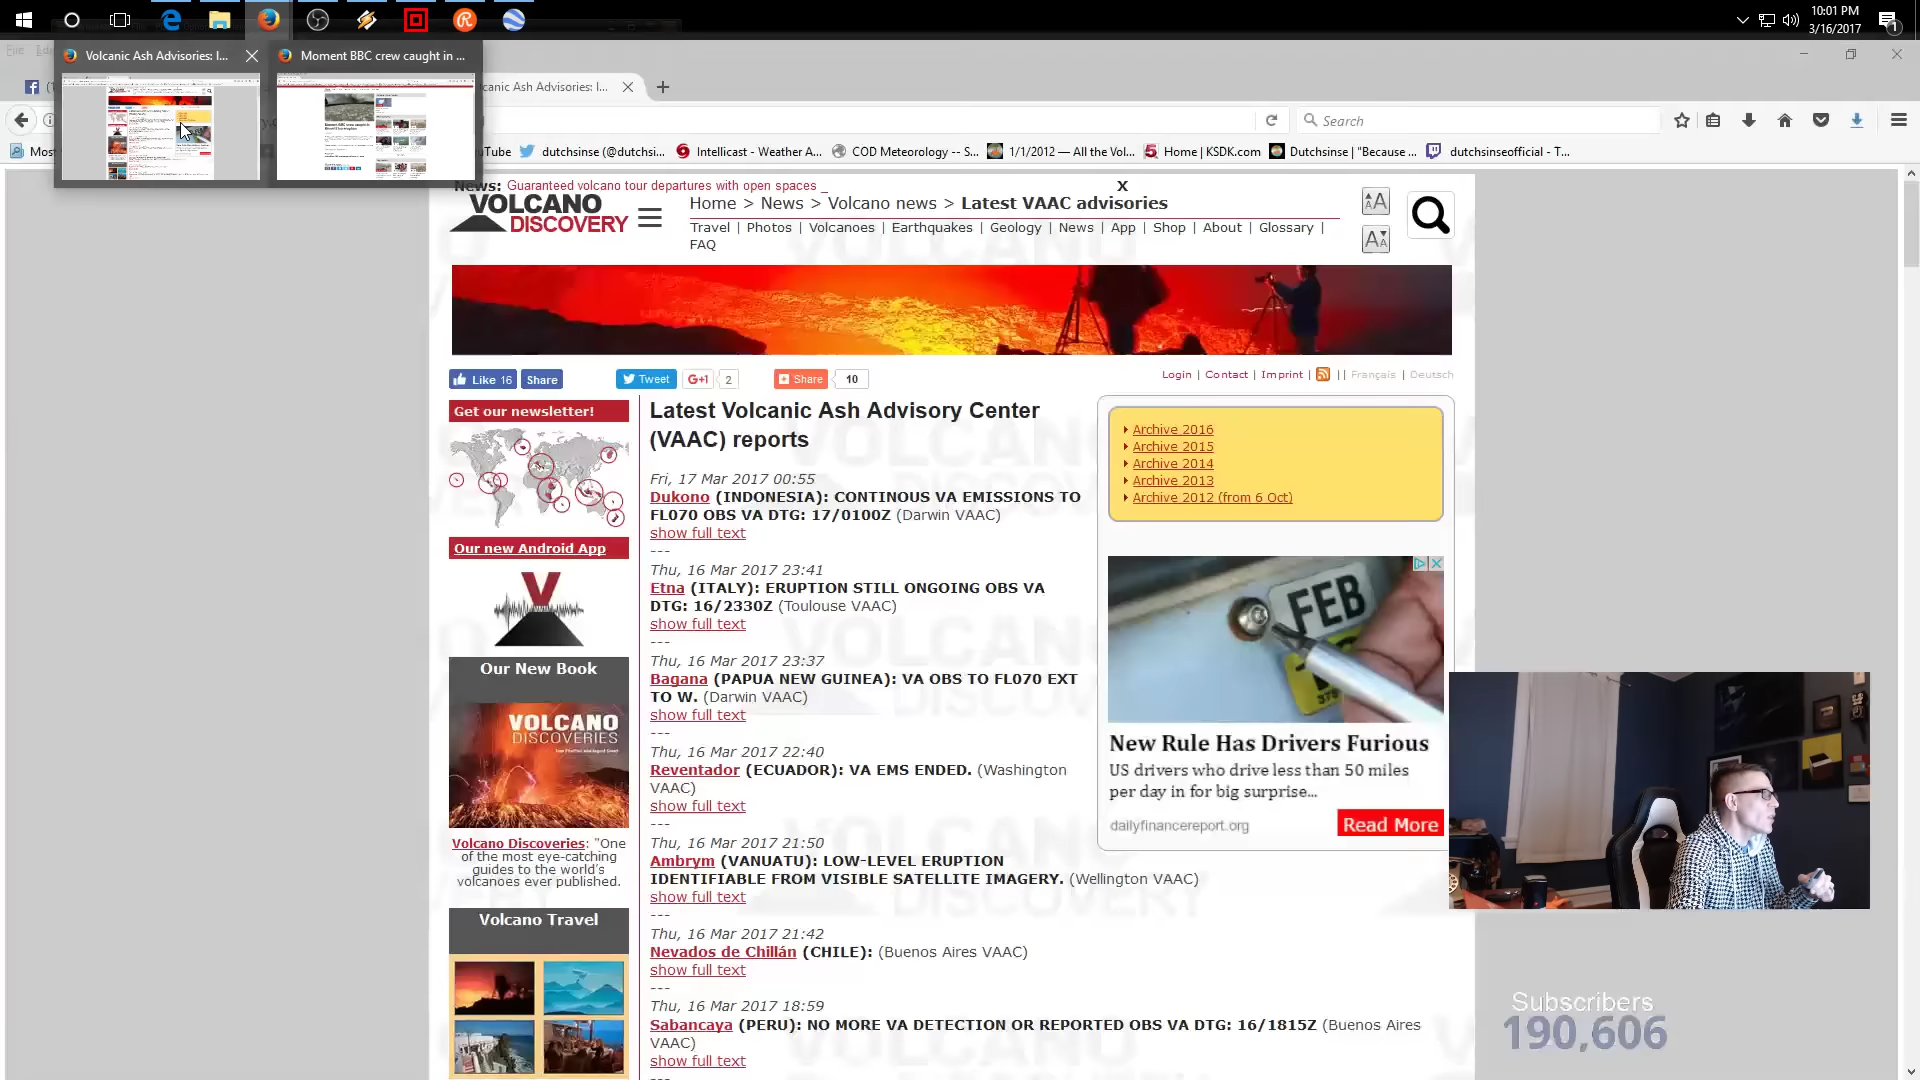 10:01 PM
3/16/2017
1
Volcanic Ash Advisories: I...
Moment BBC crew caught in ...
canic Ash Advisories: I...
Search
Most
Tube
dutchsinse (@dutchsi...
Intellicast - Weather A...
COD Meteorology -- S...
1/1/2012 — All the Vol...
Home | KSDK.com
Dutchsinse | "Because ...
dutchsinseofficial - T...
News: Guaranteed volcano tour departures with open spaces _
X
VOLCANO
DISCOVERY
Home > News > Volcano news > Latest VAAC advisories
Travel | Photos | Volcanoes | Earthquakes | Geology | News | App | Shop | About | Glossary |
FAQ
Like 16
Share
Tweet
G+1
2
Share
10
Login | Contact | Imprint | || Français | Deutsch
Get our newsletter!
Our new Android App
Our New Book
VOLCANO
DISCOVERIES
Volcano Discoveries: "One
of the most eye-catching
guides to the world's
volcanoes ever published.
Volcano Travel
Latest Volcanic Ash Advisory Center
(VAAC) reports
Fri, 17 Mar 2017 00:55
Dukono (INDONESIA): CONTINOUS VA EMISSIONS TO
FL070 OBS VA DTG: 17/0100Z (Darwin VAAC)
show full text
---
Thu, 16 Mar 2017 23:41
Etna (ITALY): ERUPTION STILL ONGOING OBS VA
DTG: 16/2330Z (Toulouse VAAC)
show full text
---
Thu, 16 Mar 2017 23:37
Bagana (PAPUA NEW GUINEA): VA OBS TO FL070 EXT
TO W. (Darwin VAAC)
show full text
---
Thu, 16 Mar 2017 22:40
Reventador (ECUADOR): VA EMS ENDED. (Washington
VAAC)
show full text
---
Thu, 16 Mar 2017 21:50
Ambrym (VANUATU): LOW-LEVEL ERUPTION
IDENTIFIABLE FROM VISIBLE SATELLITE IMAGERY. (Wellington VAAC)
show full text
---
Thu, 16 Mar 2017 21:42
Nevados de Chillán (CHILE): (Buenos Aires VAAC)
show full text
---
Thu, 16 Mar 2017 18:59
Sabancaya (PERU): NO MORE VA DETECTION OR REPORTED OBS VA DTG: 16/1815Z (Buenos Aires
VAAC)
show full text
---
Archive 2016
Archive 2015
Archive 2014
Archive 2013
Archive 2012 (from 6 Oct)
FEB
New Rule Has Drivers Furious
US drivers who drive less than 50 miles
per day in for big surprise...
dailyfinancereport.org
Read More
Subscribers
190,606